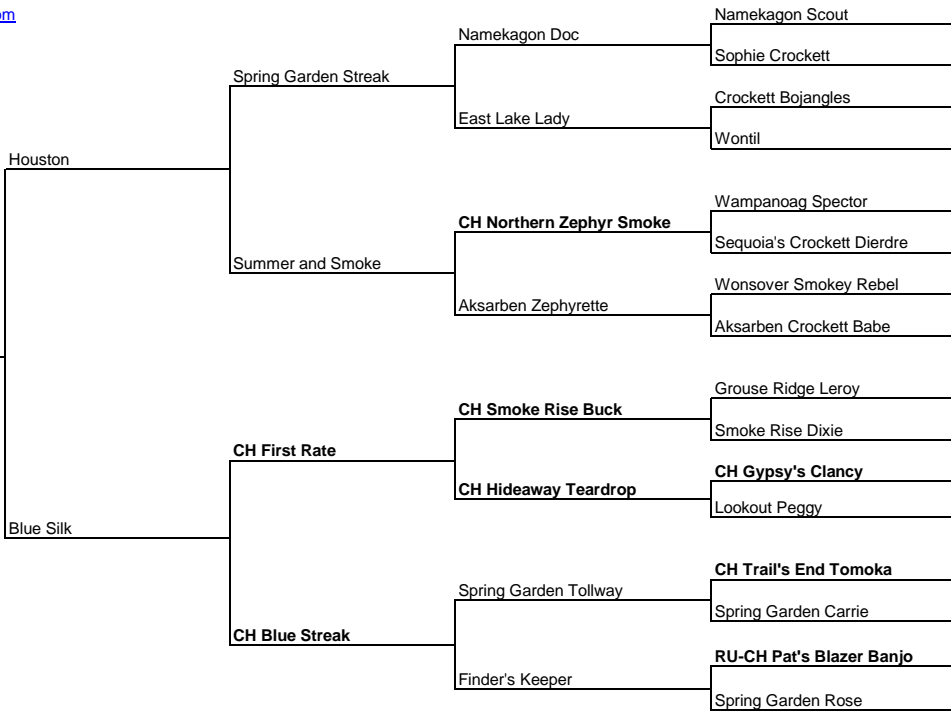 om
Namekagon Scout
Namekagon Doc
Sophie Crockett
Spring Garden Streak
Crockett Bojangles
East Lake Lady
Wontil
Houston
Wampanoag Spector
CH Northern Zephyr Smoke
Sequoia's Crockett Dierdre
Summer and Smoke
Wonsover Smokey Rebel
Aksarben Zephyrette
Aksarben Crockett Babe
Grouse Ridge Leroy
CH Smoke Rise Buck
Smoke Rise Dixie
CH First Rate
CH Gypsy's Clancy
CH Hideaway Teardrop
Lookout Peggy
Blue Silk
CH Trail's End Tomoka
Spring Garden Tollway
Spring Garden Carrie
CH Blue Streak
RU-CH Pat's Blazer Banjo
Finder's Keeper
Spring Garden Rose